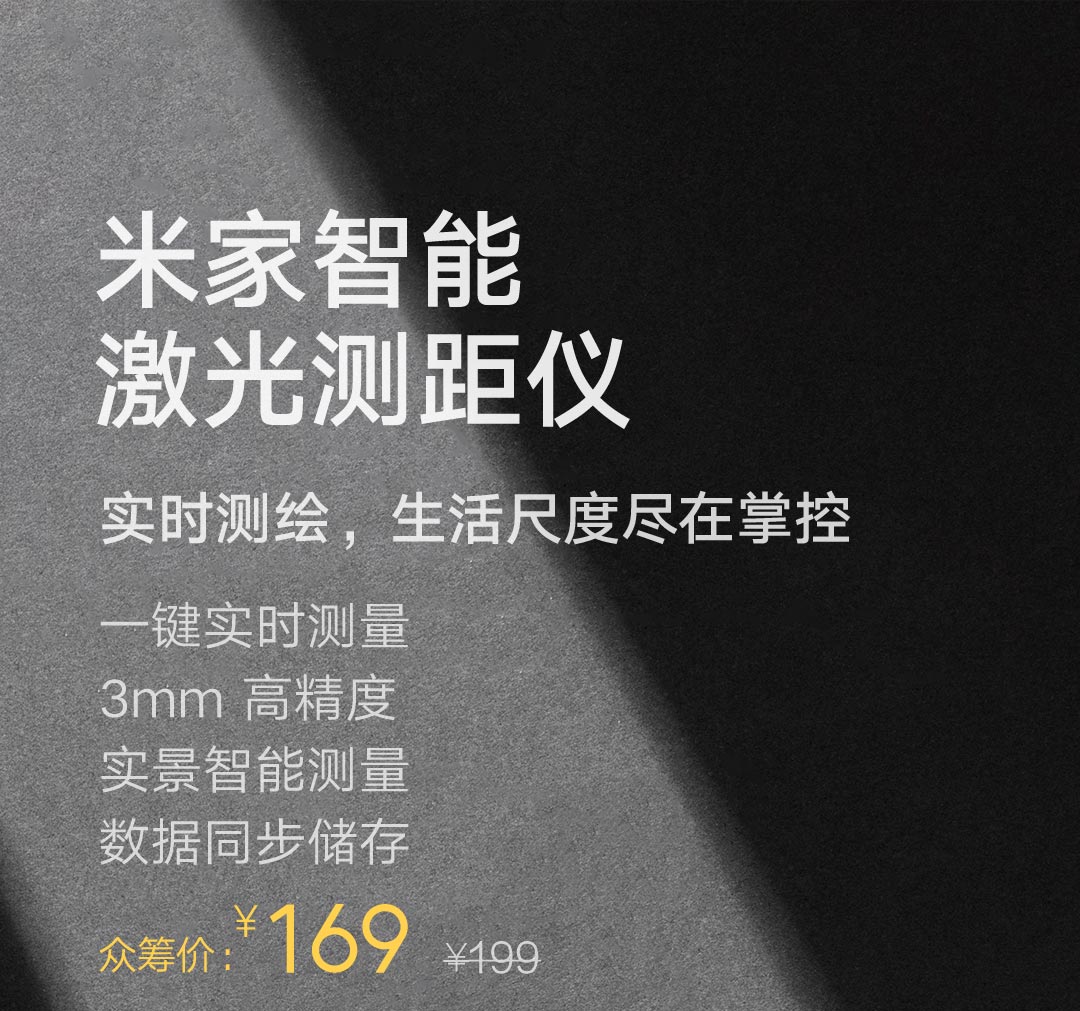 米家智能
激光测距仪
实时测绘，生活尺度尽在掌控
一键实时测量
3mm 高精度
实景智能测量
数据同步储存
众筹价：¥169 ¥199